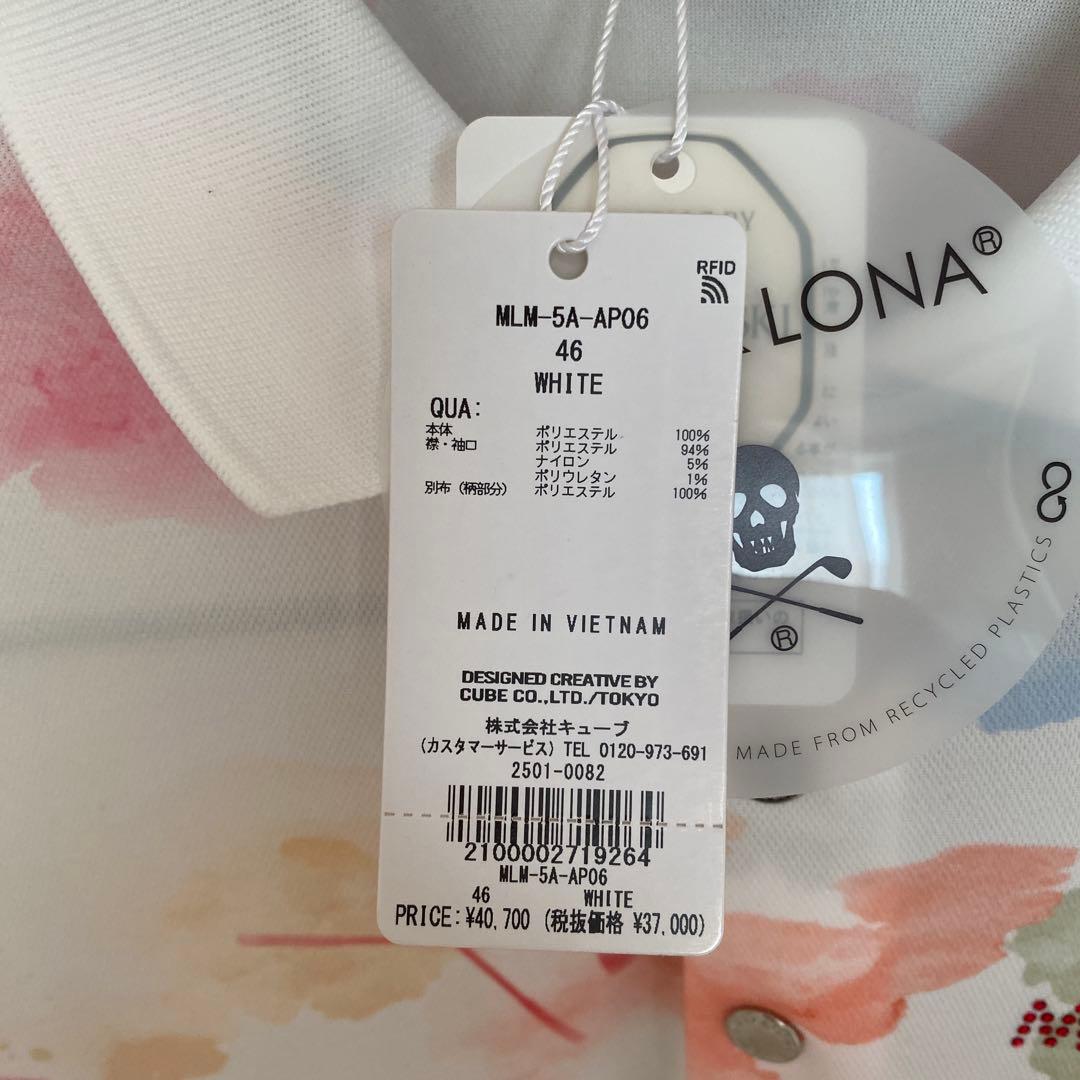 RFID
MLM-5A-AP06
46
WHITE
QUA:
本体 ポリエステル 100%
襟・袖口 ポリエステル 94%
ナイロン 5%
ポリウレタン 1%
別布(柄部分) ポリエステル 100%
MADE IN VIETNAM
DESIGNED CREATIVE BY
CUBE CO.,LTD./TOKYO
株式会社キューブ
(カスタマーサービス) TEL 0120-973-691
2501-0082
2100002719264
MLM-5A-AP06
46 WHITE
PRICE:¥40,700 (税抜価格 ¥37,000)
LONA®
®
MADE FROM RECYCLED PLASTICS